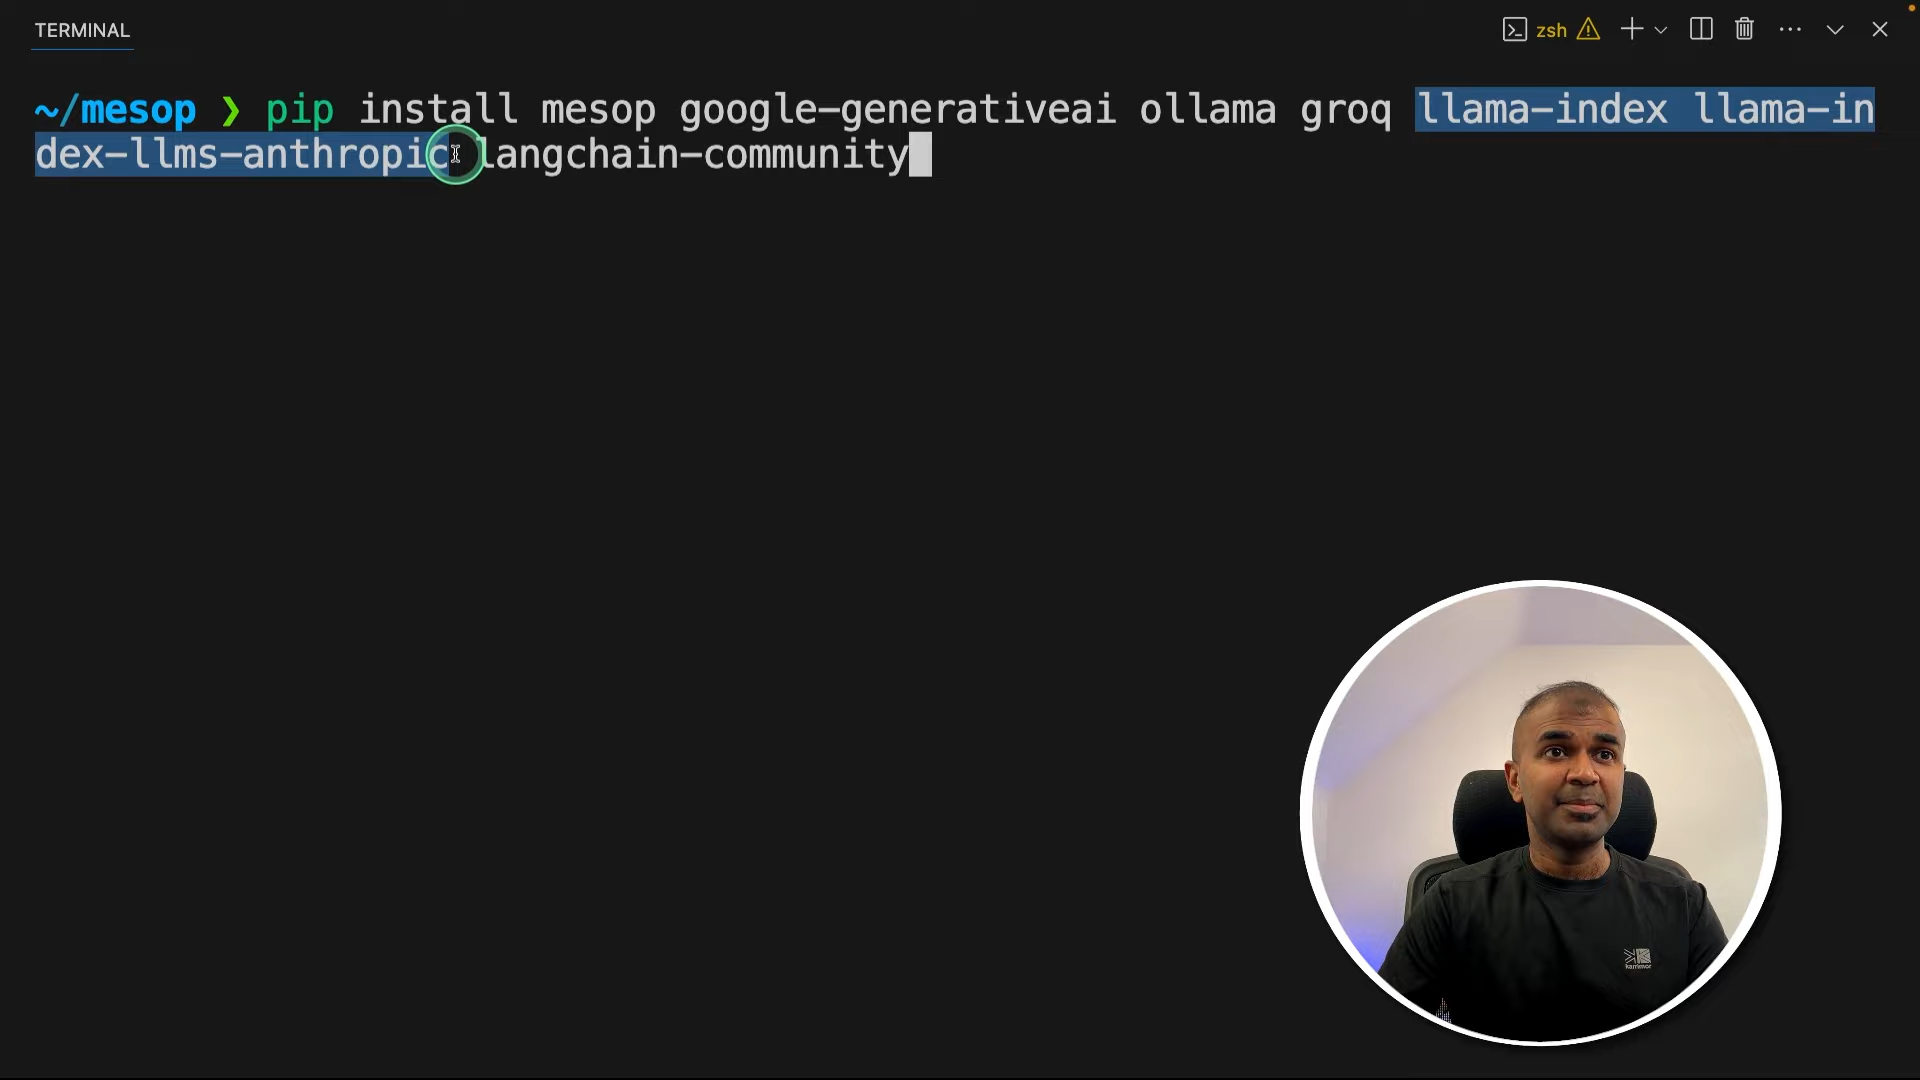 TERMINAL
zsh
~/mesop ❯ pip install mesop google-generativeai ollama groq llama-index llama-in
dex-llms-anthropic langchain-community